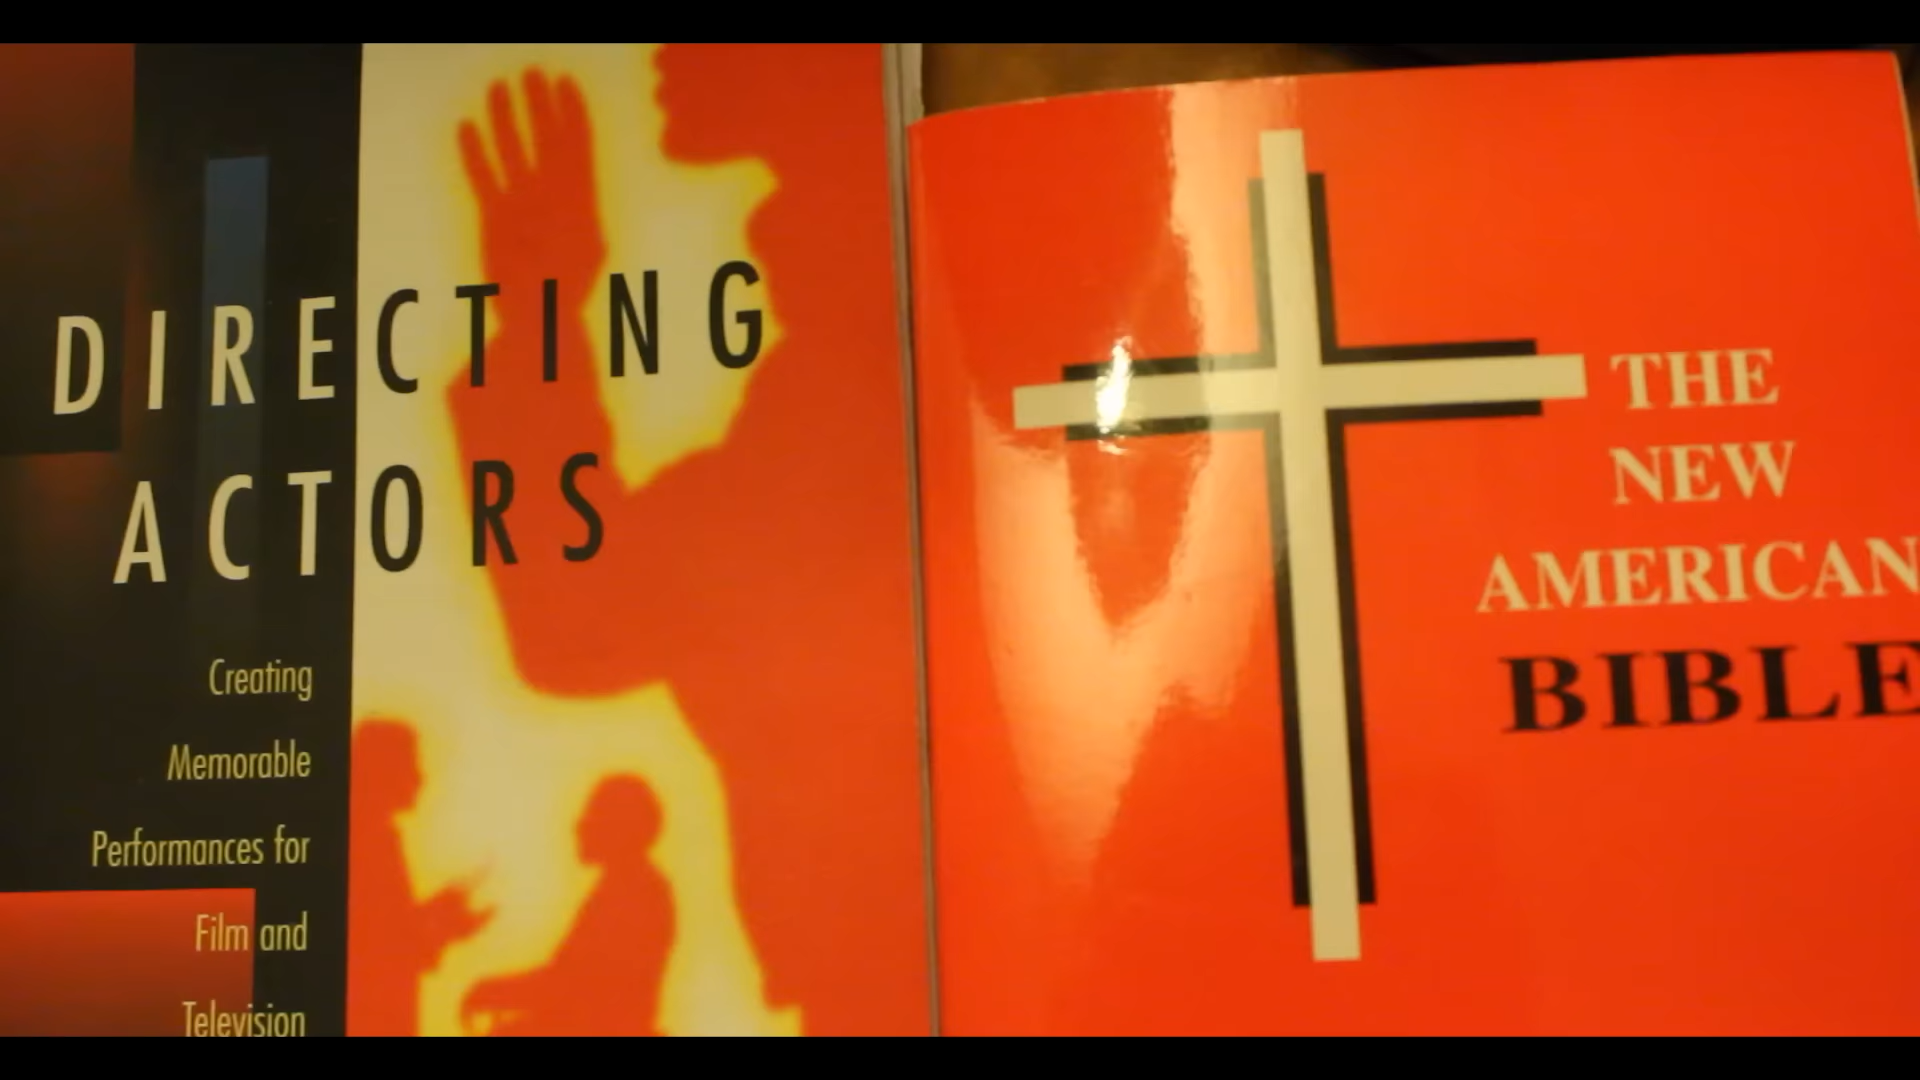 DIRECTING
ACTORS
Creating
Memorable
Performances for
Film and
Television
THE
NEW
AMERICAN
BIBLE